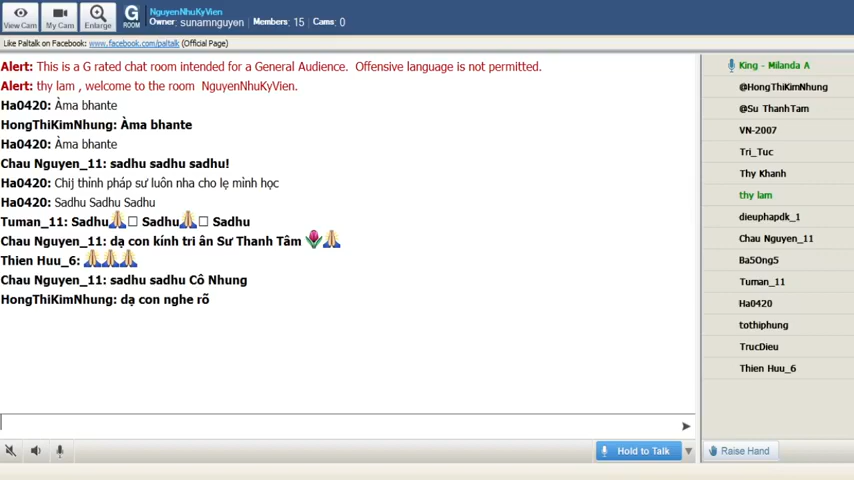 View Cam
My Cam
Enlarge
G
ROOM
NguyenNhuKyVien
Owner: sunamnguyen Members: 15 Cams: 0
Like Paltalk on Facebook: www.facebook.com/paltalk (Official Page)
Alert: This is a G rated chat room intended for a General Audience. Offensive language is not permitted.
Alert: thy lam , welcome to the room NguyenNhuKyVien.
Ha0420: Àma bhante
HongThiKimNhung: Àma bhante
Ha0420: Àma bhante
Chau Nguyen_11: sadhu sadhu sadhu!
Ha0420: Chij thỉnh pháp sư luôn nha cho lẹ mình học
Ha0420: Sadhu Sadhu Sadhu
Tuman_11: Sadhu🙏□ Sadhu🙏□ Sadhu
Chau Nguyen_11: dạ con kính tri ân Sư Thanh Tâm 🌷🙏
Thien Huu_6: 🙏🙏🙏
Chau Nguyen_11: sadhu sadhu Cô Nhung
HongThiKimNhung: dạ con nghe rõ
Hold to Talk
King - Milanda A
@HongThiKimNhung
@Su ThanhTam
VN-2007
Tri_Tuc
Thy Khanh
thy lam
dieuphapdk_1
Chau Nguyen_11
Ba5Ong5
Tuman_11
Ha0420
tothiphung
TrucDieu
Thien Huu_6
Raise Hand